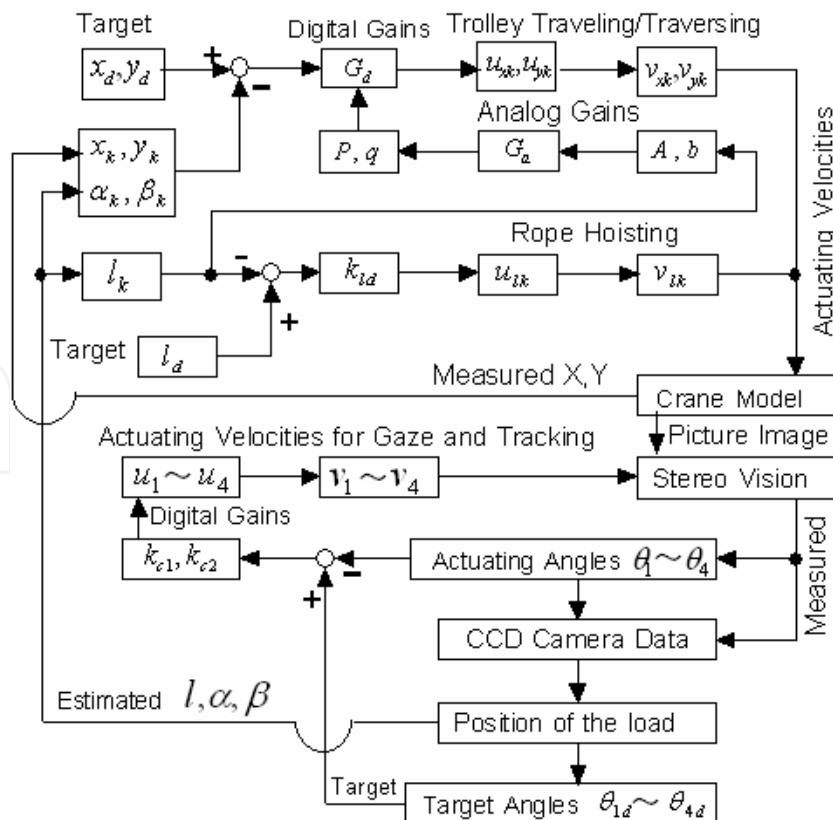 Target
Digital Gains
Trolley Traveling/Traversing
x_d, y_d
+
−
G_d
u_xk, u_yk
v_xk, v_yk
Analog Gains
x_k, y_k
α_k, β_k
P, q
G_a
A, b
Actuating Velocities
Rope Hoisting
l_k
−
k_ld
u_lk
v_lk
+
Target
l_d
Measured X,Y
Crane Model
Actuating Velocities for Gaze and Tracking
Picture Image
u_1 ~ u_4
v_1 ~ v_4
Stereo Vision
Digital Gains
k_c1, k_c2
−
+
Actuating Angles θ_1 ~ θ_4
Measured
CCD Camera Data
Estimated l, α, β
Position of the load
Target
Target Angles θ_1d ~ θ_4d